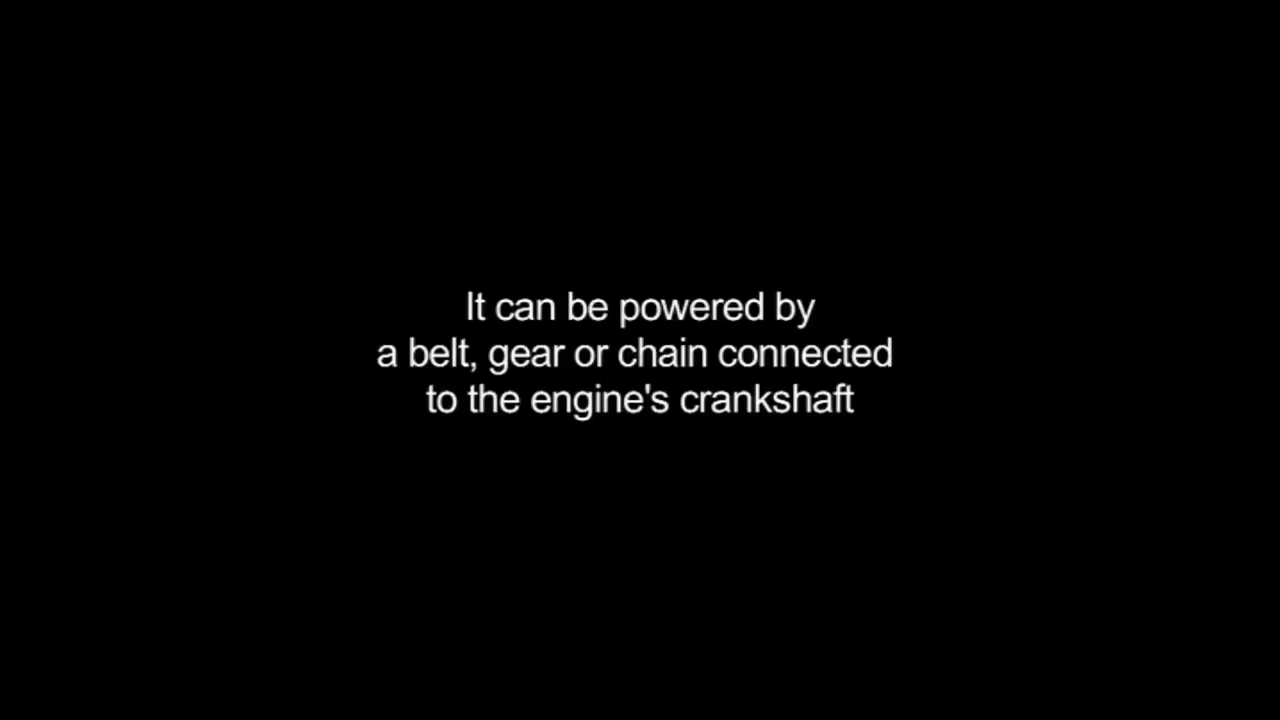 It can be powered by
a belt, gear or chain connected
to the engine's crankshaft